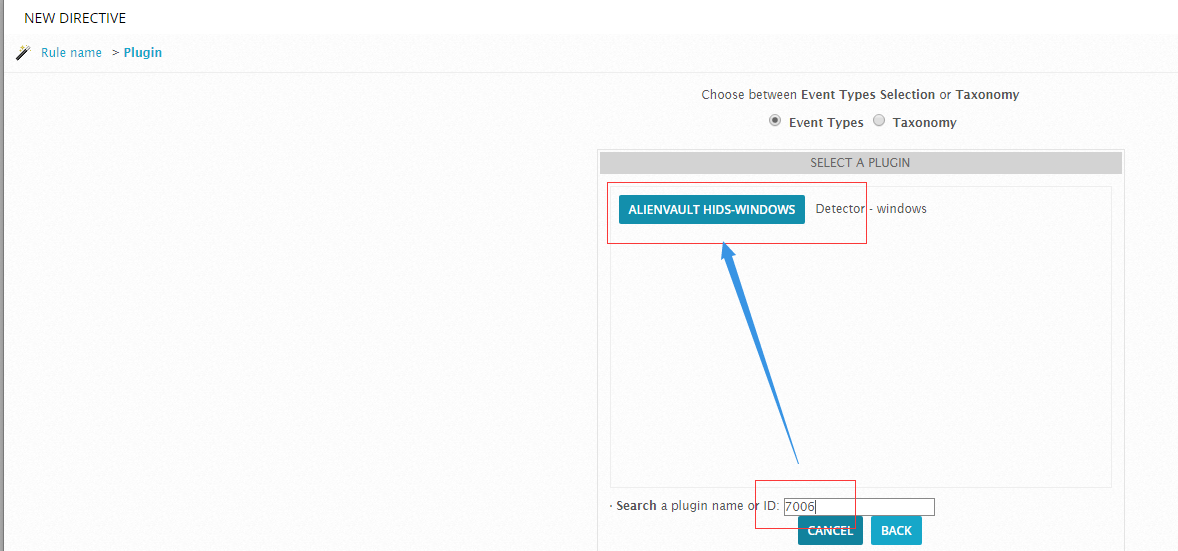 NEW DIRECTIVE
Rule name > Plugin
Choose between Event Types Selection or Taxonomy
Event Types Taxonomy
SELECT A PLUGIN
ALIENVAULT HIDS-WINDOWS Detector - windows
· Search a plugin name or ID: 7006
CANCEL BACK